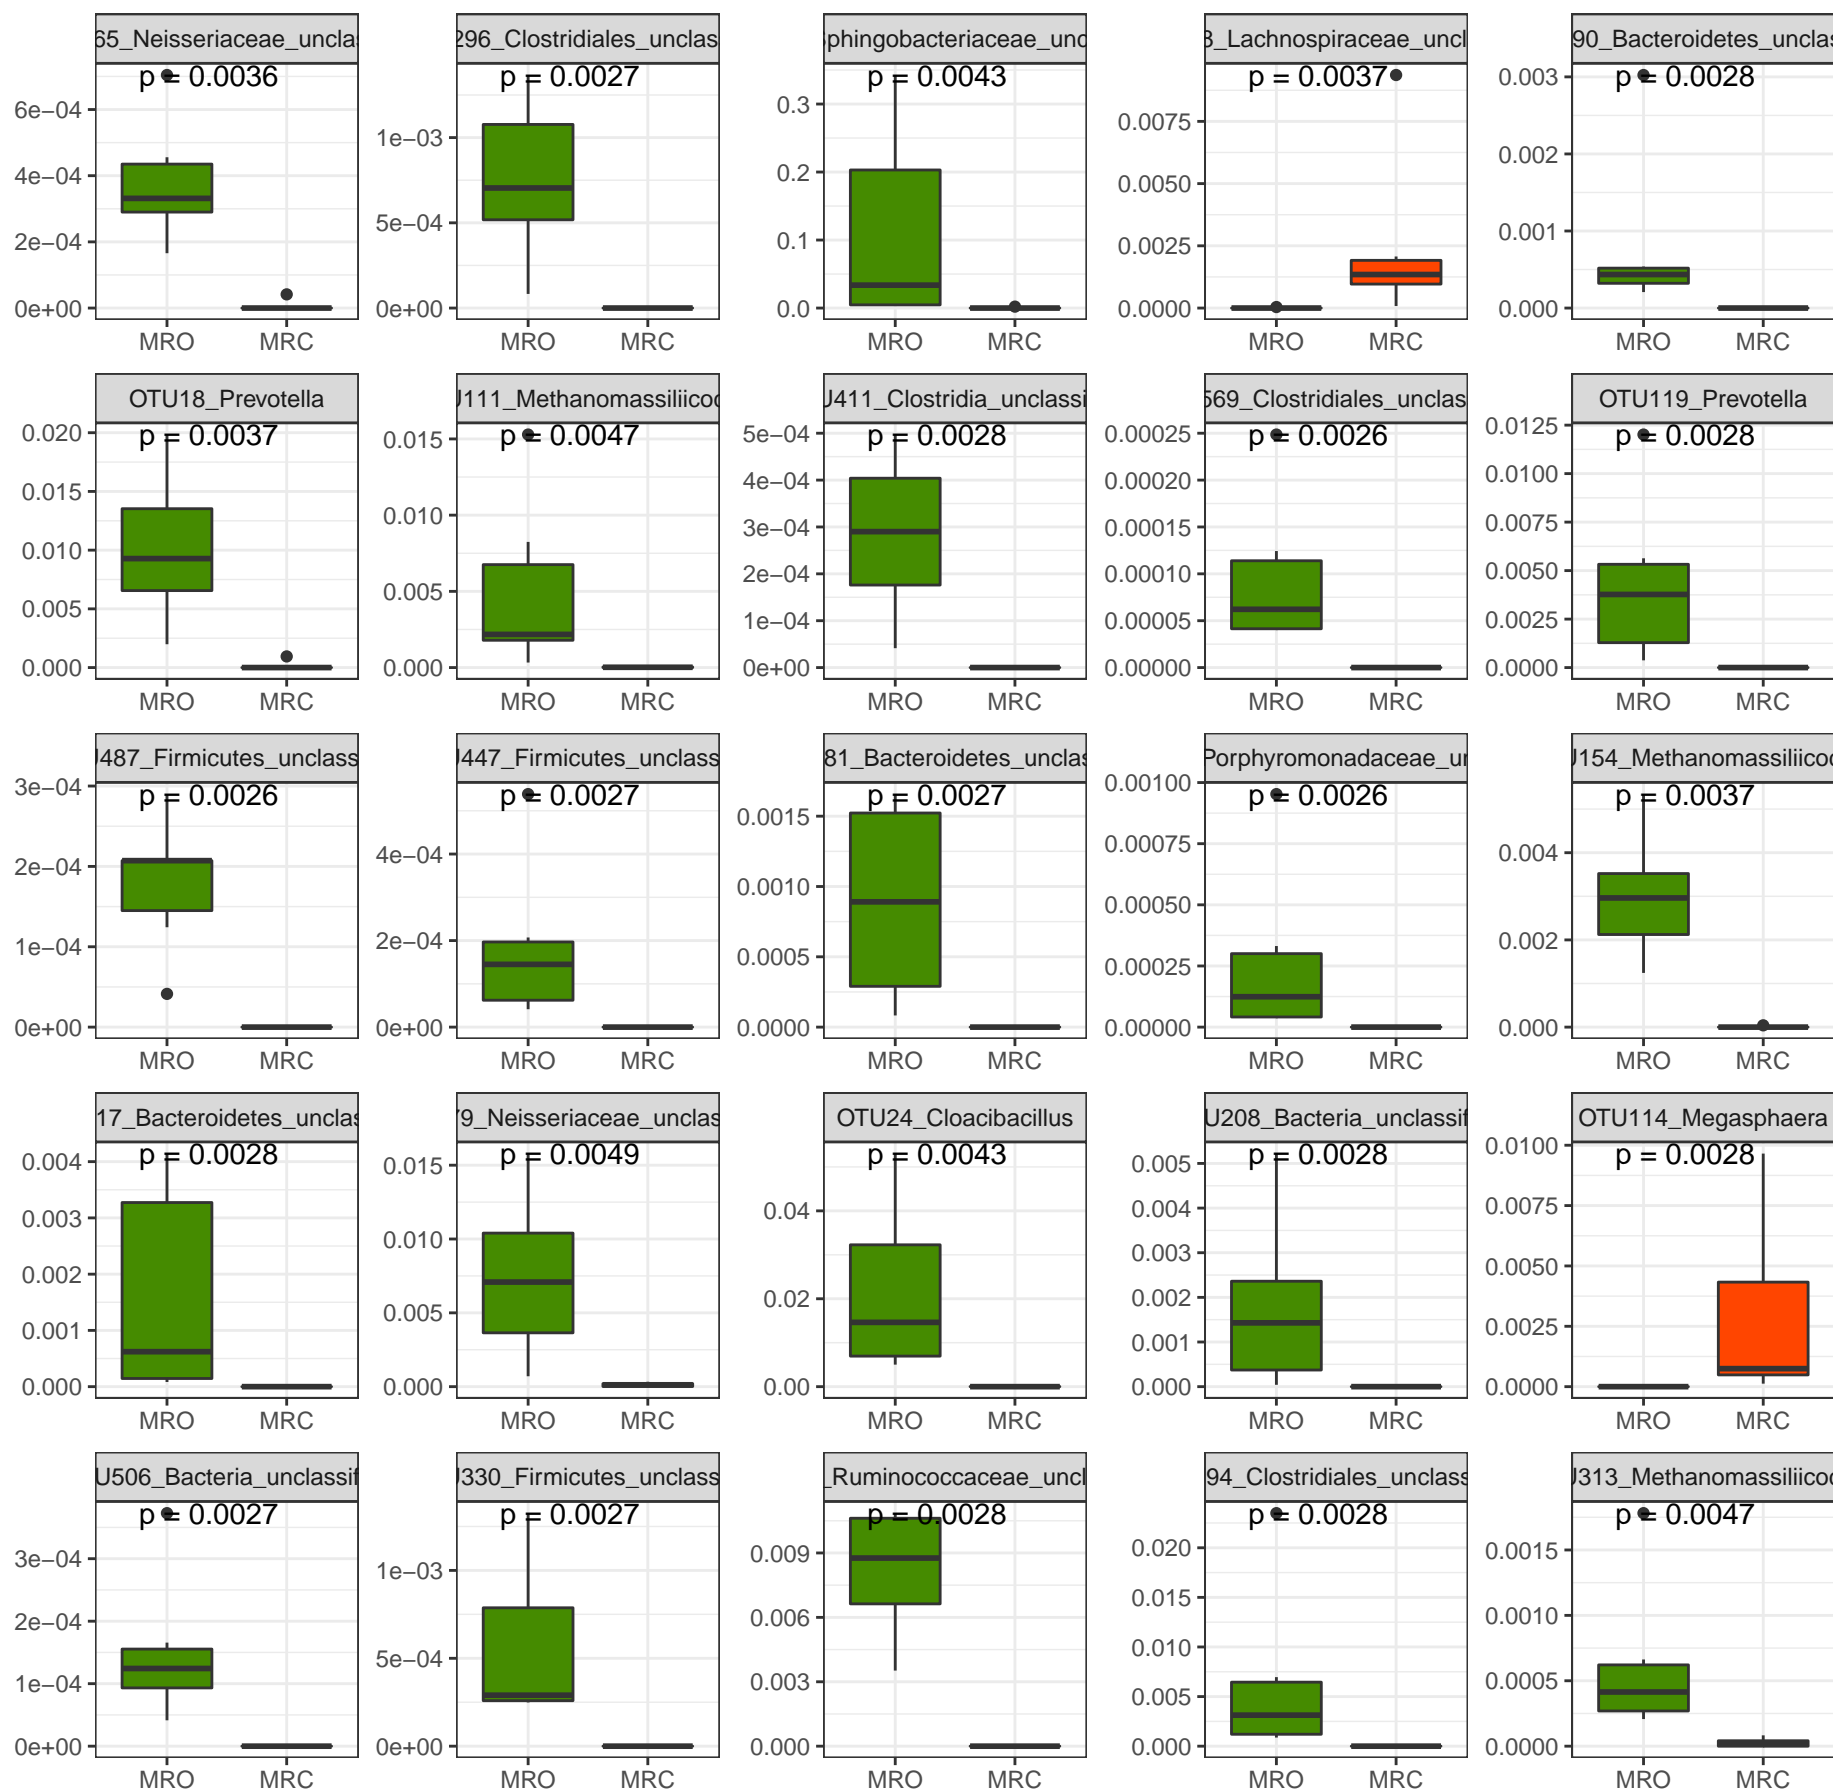 65_Neisseriaceae_unclas
p = 0.0036
6e−04
4e−04
2e−04
0e+00
MRO MRC
296_Clostridiales_unclas
p = 0.0027
1e−03
5e−04
0e+00
MRO MRC
phingobacteriaceae_unc
p = 0.0043
0.3
0.2
0.1
0.0
MRO MRC
3_Lachnospiraceae_uncl
p = 0.0037
0.0075
0.0050
0.0025
0.0000
MRO MRC
90_Bacteroidetes_unclas
p = 0.0028
0.003
0.002
0.001
0.000
MRO MRC
OTU18_Prevotella
p = 0.0037
0.020
0.015
0.010
0.005
0.000
MRO MRC
U111_Methanomassiliicoc
p = 0.0047
0.015
0.010
0.005
0.000
MRO MRC
U411_Clostridia_unclassi
p = 0.0028
5e−04
4e−04
3e−04
2e−04
1e−04
0e+00
MRO MRC
569_Clostridiales_unclas
p = 0.0026
0.00025
0.00020
0.00015
0.00010
0.00005
0.00000
MRO MRC
OTU119_Prevotella
p = 0.0028
0.0125
0.0100
0.0075
0.0050
0.0025
0.0000
MRO MRC
U487_Firmicutes_unclass
p = 0.0026
3e−04
2e−04
1e−04
0e+00
MRO MRC
U447_Firmicutes_unclass
p = 0.0027
4e−04
2e−04
0e+00
MRO MRC
81_Bacteroidetes_unclas
p = 0.0027
0.0015
0.0010
0.0005
0.0000
MRO MRC
Porphyromonadaceae_un
p = 0.0026
0.00100
0.00075
0.00050
0.00025
0.00000
MRO MRC
U154_Methanomassiliicoc
p = 0.0037
0.004
0.002
0.000
MRO MRC
17_Bacteroidetes_unclas
p = 0.0028
0.004
0.003
0.002
0.001
0.000
MRO MRC
79_Neisseriaceae_unclas
p = 0.0049
0.015
0.010
0.005
0.000
MRO MRC
OTU24_Cloacibacillus
p = 0.0043
0.04
0.02
0.00
MRO MRC
U208_Bacteria_unclassif
p = 0.0028
0.005
0.004
0.003
0.002
0.001
0.000
MRO MRC
OTU114_Megasphaera
p = 0.0028
0.0100
0.0075
0.0050
0.0025
0.0000
MRO MRC
U506_Bacteria_unclassif
p = 0.0027
3e−04
2e−04
1e−04
0e+00
MRO MRC
U330_Firmicutes_unclass
p = 0.0027
1e−03
5e−04
0e+00
MRO MRC
_Ruminococcaceae_uncl
p = 0.0028
0.009
0.006
0.003
0.000
MRO MRC
94_Clostridiales_unclass
p = 0.0028
0.020
0.015
0.010
0.005
0.000
MRO MRC
U313_Methanomassiliicoc
p = 0.0047
0.0015
0.0010
0.0005
0.0000
MRO MRC